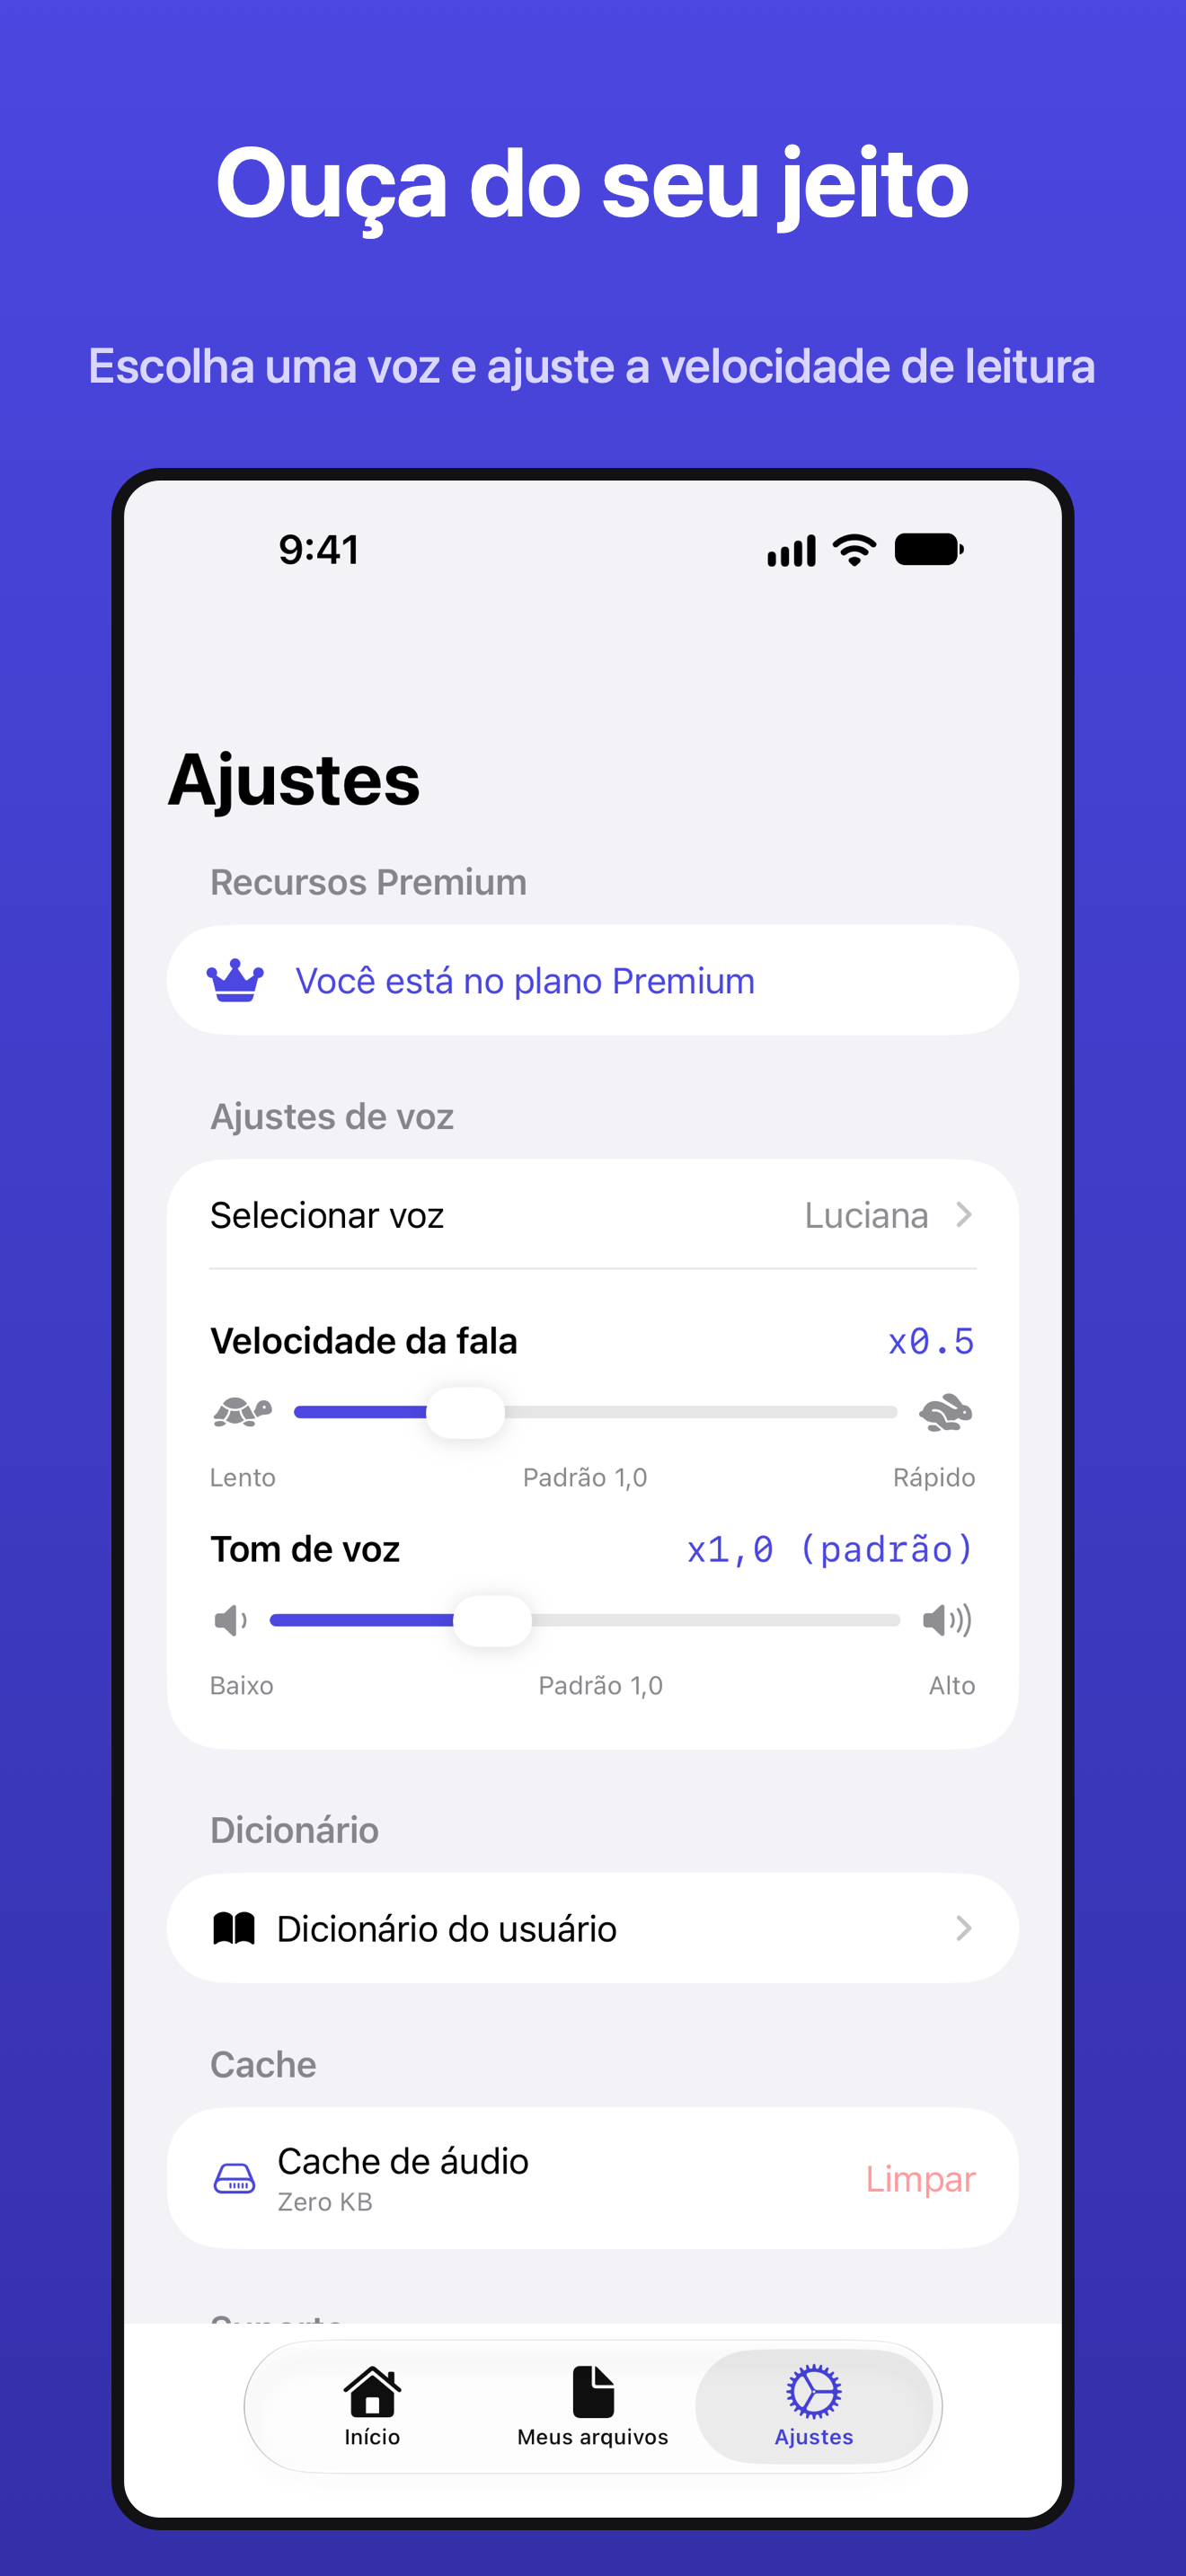 Ouça do seu jeito
Escolha uma voz e ajuste a velocidade de leitura
9:41
Ajustes
Recursos Premium
Você está no plano Premium
Ajustes de voz
Selecionar voz Luciana
Velocidade da fala x0.5
Lento Padrão 1,0 Rápido
Tom de voz x1,0 (padrão)
Baixo Padrão 1,0 Alto
Dicionário
Dicionário do usuário
Cache
Cache de áudio
Zero KB
Limpar
Início Meus arquivos Ajustes